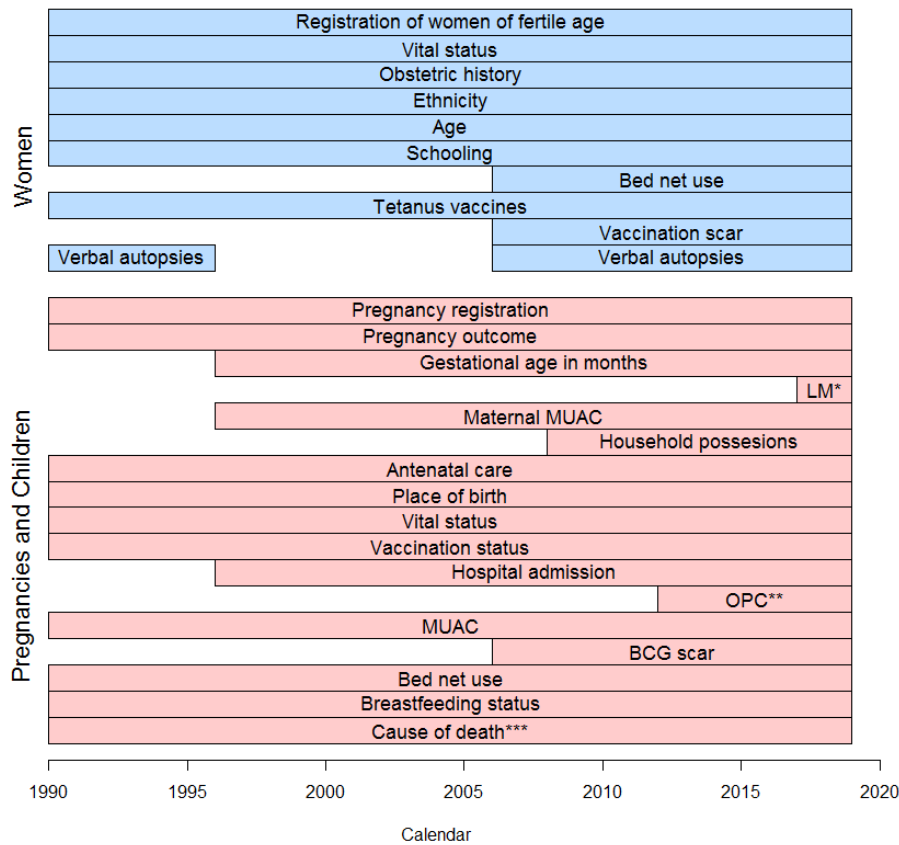 Women
Registration of women of fertile age
Vital status
Obstetric history
Ethnicity
Age
Schooling
Bed net use
Tetanus vaccines
Vaccination scar
Verbal autopsies Verbal autopsies
Pregnancies and Children
Pregnancy registration
Pregnancy outcome
Gestational age in months
LM*
Maternal MUAC
Household possesions
Antenatal care
Place of birth
Vital status
Vaccination status
Hospital admission
OPC**
MUAC
BCG scar
Bed net use
Breastfeeding status
Cause of death***
1990 1995 2000 2005 2010 2015 2020
Calendar